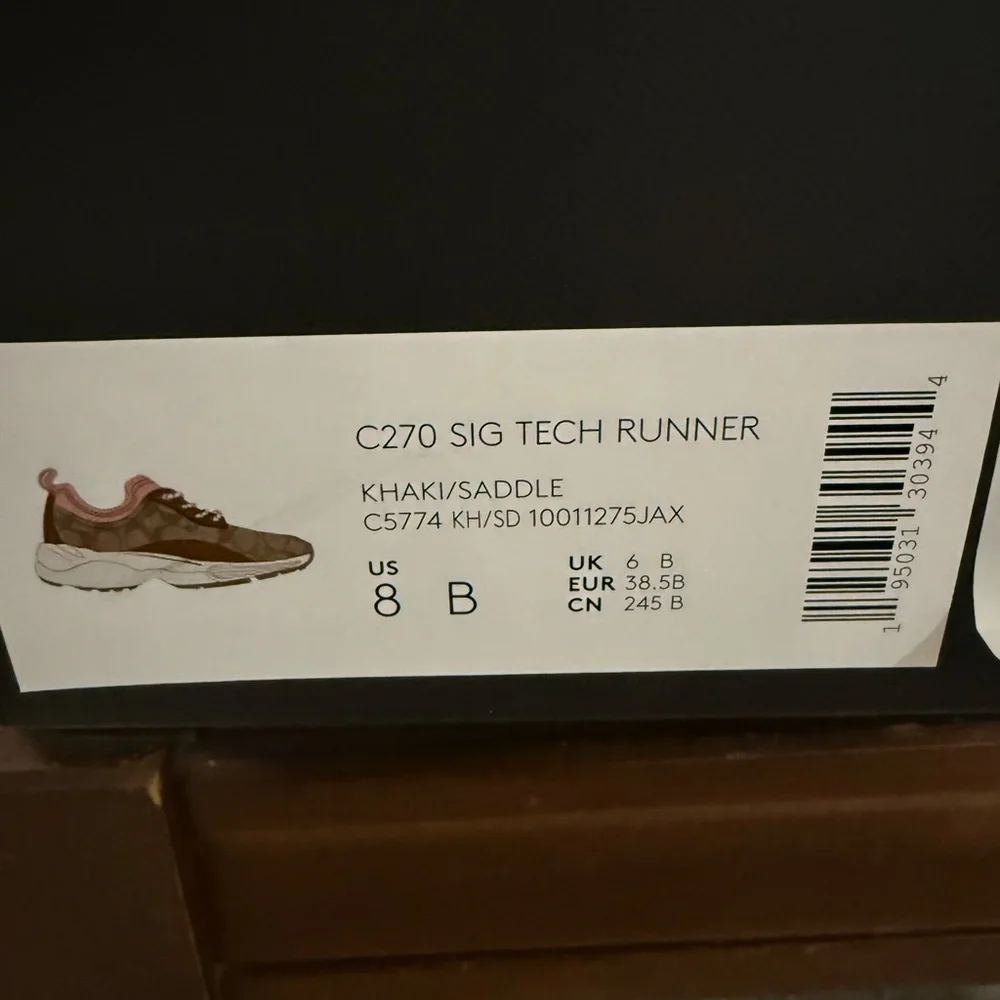 C270 SIG TECH RUNNER
KHAKI/SADDLE
C5774 KH/SD 10011275JAX
US
8 B
UK 6 B
EUR 38.5B
CN 245 B
1 95031 30394 4